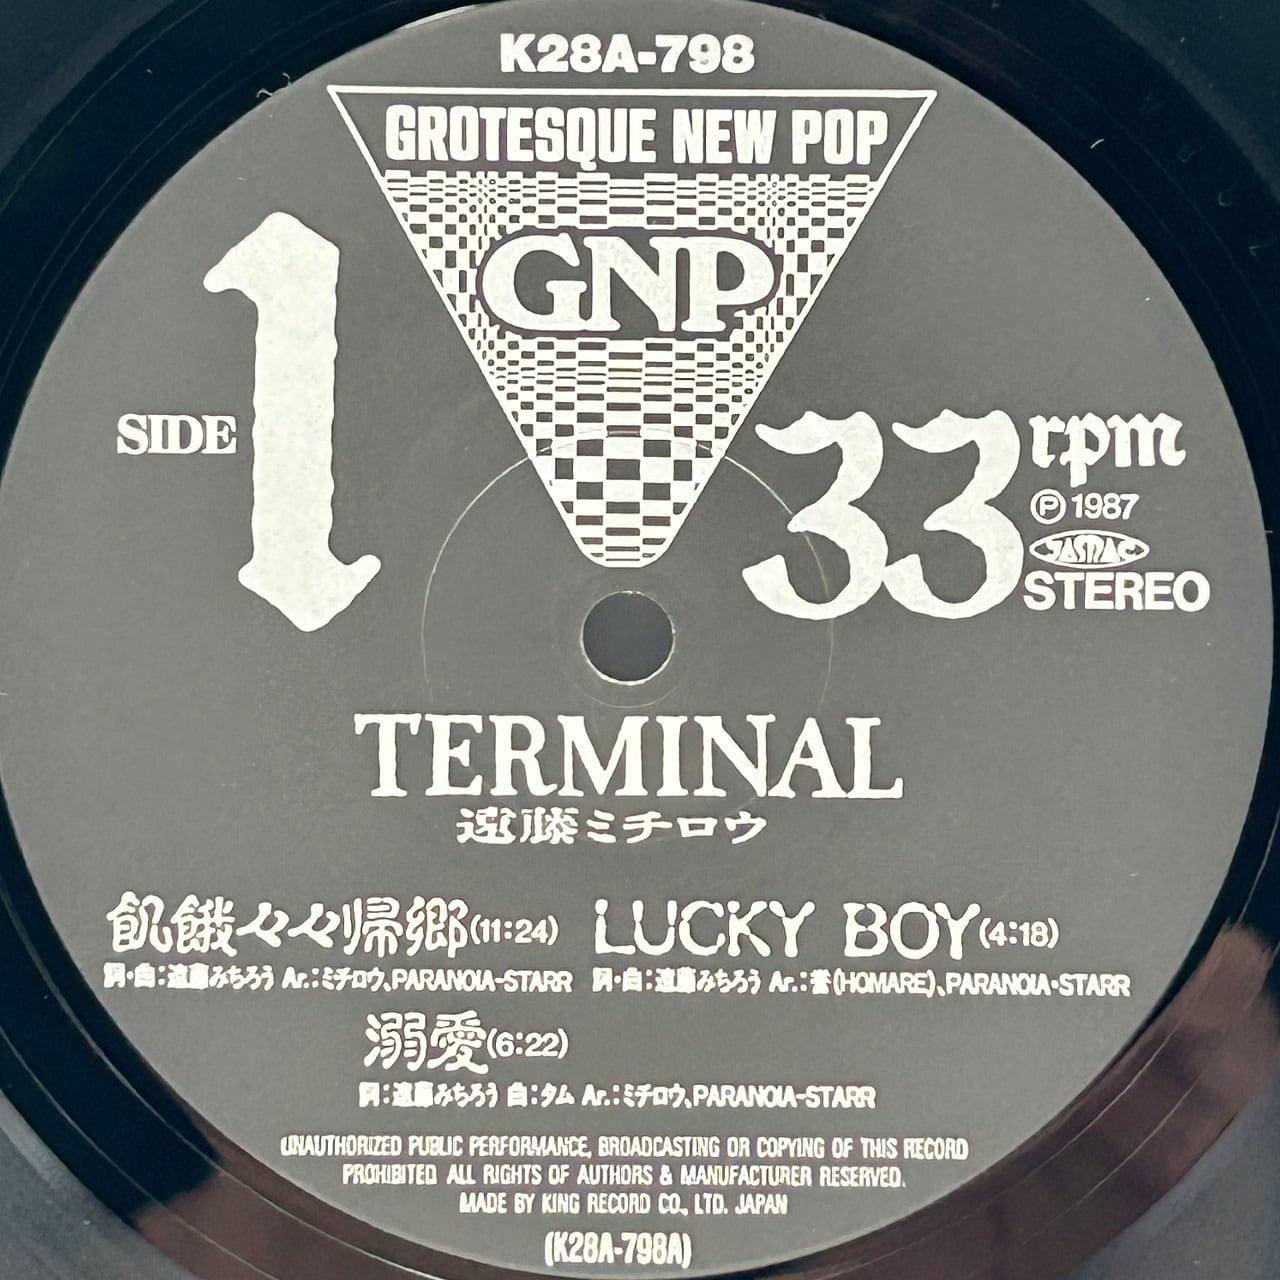 K28A-798
GROTESQUE NEW POP
GNP
SIDE 1
33 rpm
Ⓟ 1987
JASRAC
STEREO
TERMINAL
遠藤ミチロウ
飢餓々々帰郷(11:24)
詞・曲:遠藤みちろう Ar.:ミチロウ、PARANOIA-STARR
LUCKY BOY(4:18)
詞・曲:遠藤みちろう Ar.:誉(HOMARE)、PARANOIA・STARR
溺愛(6:22)
詞:遠藤みちろう 曲:タム Ar.:ミチロウ、PARANOIA-STARR
UNAUTHORIZED PUBLIC PERFORMANCE, BROADCASTING OR COPYING OF THIS RECORD
PROHIBITED ALL RIGHTS OF AUTHORS & MANUFACTURER RESERVED.
MADE BY KING RECORD CO., LTD. JAPAN
(K28A-798A)